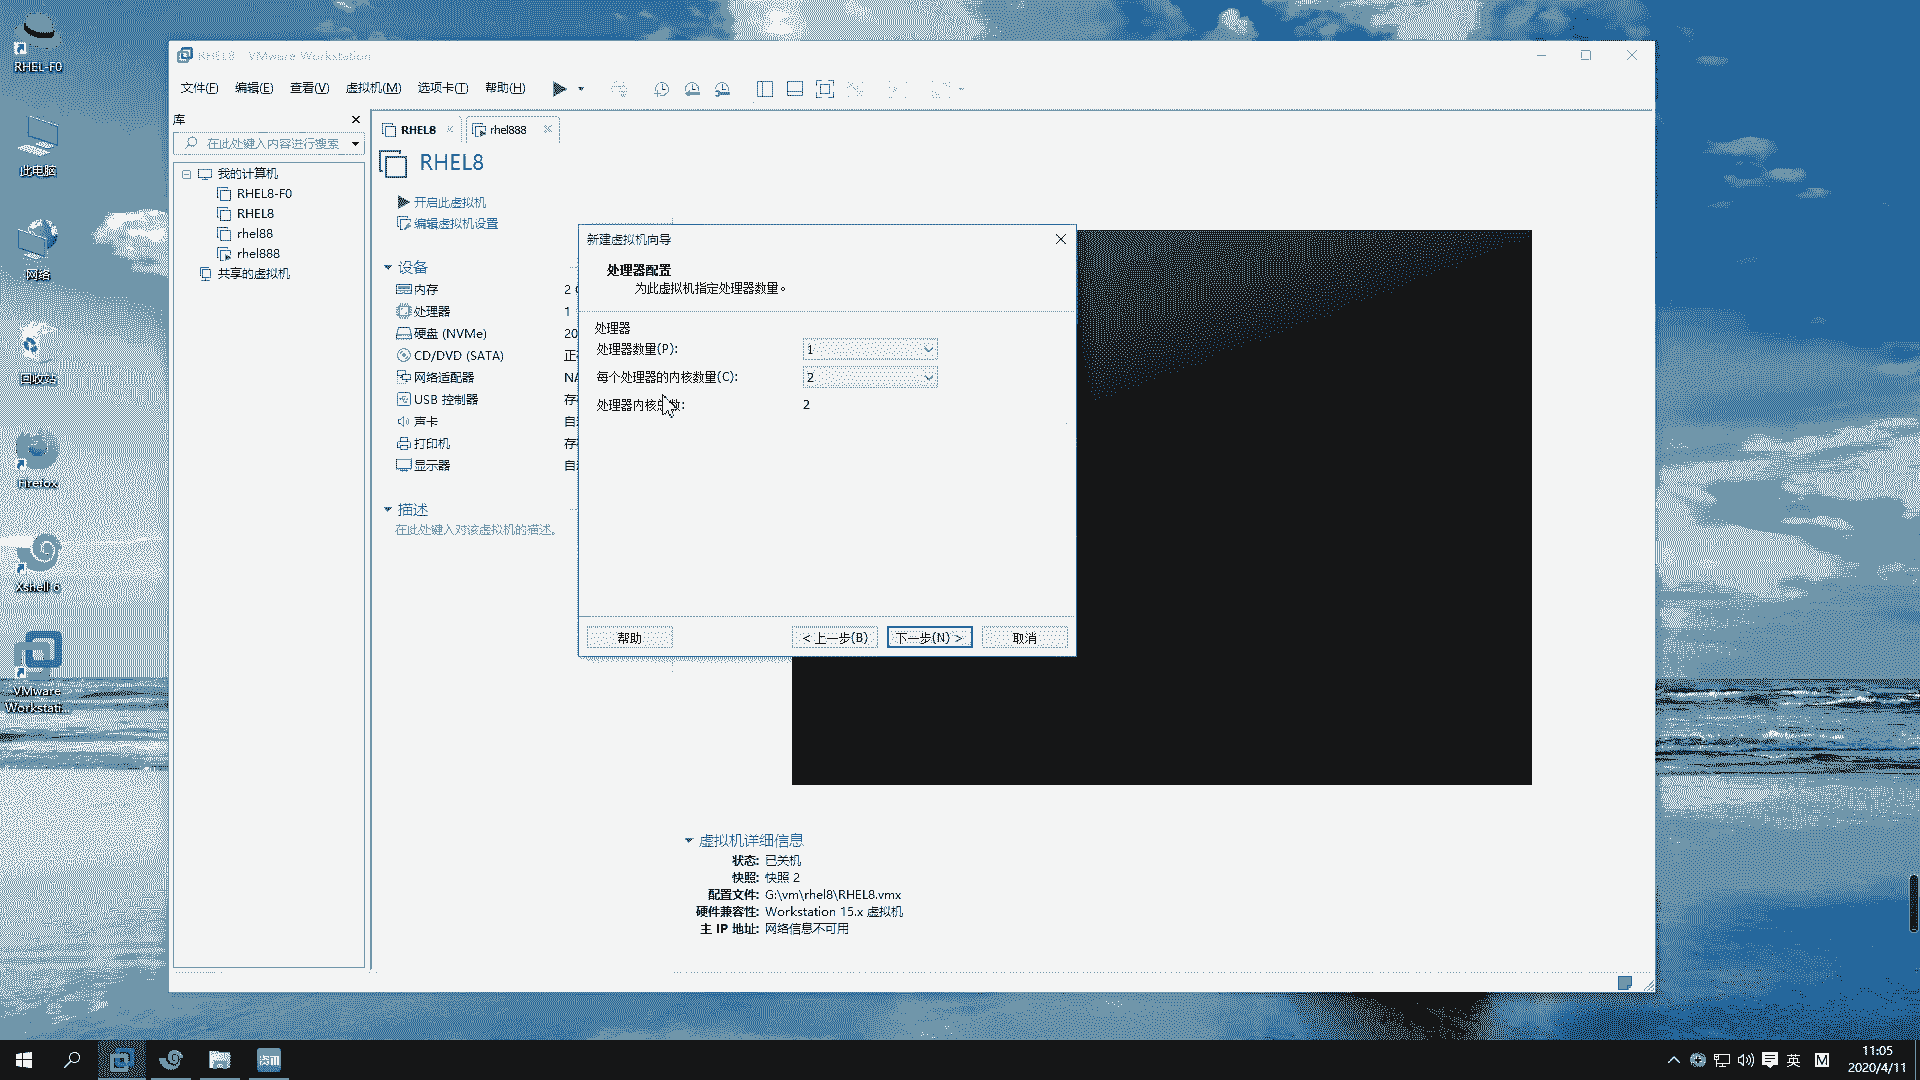 RHEL-F0
此电脑
网络
回收站
Firefox
Xshell 6
VMware
Workstati...
RHEL8 - VMware Workstation
文件(F) 编辑(E) 查看(V) 虚拟机(M) 选项卡(T) 帮助(H)
库
在此处键入内容进行搜索
我的计算机
RHEL8-F0
RHEL8
rhel88
rhel888
共享的虚拟机
RHEL8 rhel888
RHEL8
开启此虚拟机
编辑虚拟机设置
设备
内存 2
处理器 1
硬盘 (NVMe) 20
CD/DVD (SATA) 正
网络适配器 NA
USB 控制器 存
声卡 自
打印机 存
显示器 自
描述
在此处键入对该虚拟机的描述。
新建虚拟机向导
处理器配置
为此虚拟机指定处理器数量。
处理器
处理器数量(P): 1
每个处理器的内核数量(C): 2
处理器内核总数: 2
帮助 < 上一步(B) 下一步(N) > 取消
虚拟机详细信息
状态: 已关机
快照: 快照 2
配置文件: G:\vm\rhel8\RHEL8.vmx
硬件兼容性: Workstation 15.x 虚拟机
主 IP 地址: 网络信息不可用
英 M
11:05
2020/4/11